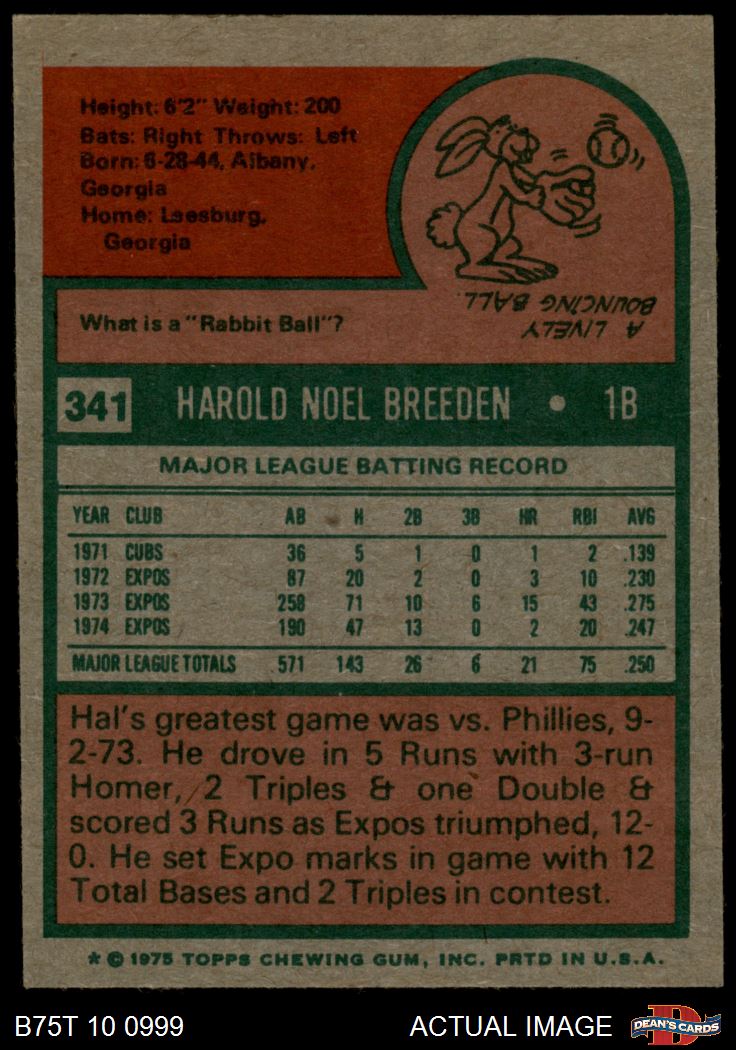 Height: 6'2" Weight: 200
Bats: Right Throws: Left
Born: 6-28-44, Albany,
Georgia
Home: Leesburg,
Georgia
A LIVELY
BOUNCING BALL.
What is a "Rabbit Ball"?
341 HAROLD NOEL BREEDEN • 1B
MAJOR LEAGUE BATTING RECORD
YEAR CLUB AB H 2B 3B HR RBI AVG
1971 CUBS 36 5 1 0 1 2 .139
1972 EXPOS 87 20 2 0 3 10 .230
1973 EXPOS 258 71 10 6 15 43 .275
1974 EXPOS 190 47 13 0 2 20 .247
MAJOR LEAGUE TOTALS 571 143 26 6 21 75 .250
Hal's greatest game was vs. Phillies, 9-
2-73. He drove in 5 Runs with 3-run
Homer, 2 Triples & one Double &
scored 3 Runs as Expos triumphed, 12-
0. He set Expo marks in game with 12
Total Bases and 2 Triples in contest.
* © 1975 TOPPS CHEWING GUM, INC. PRTD IN U.S.A.
B75T 10 0999 ACTUAL IMAGE DEAN'S CARDS